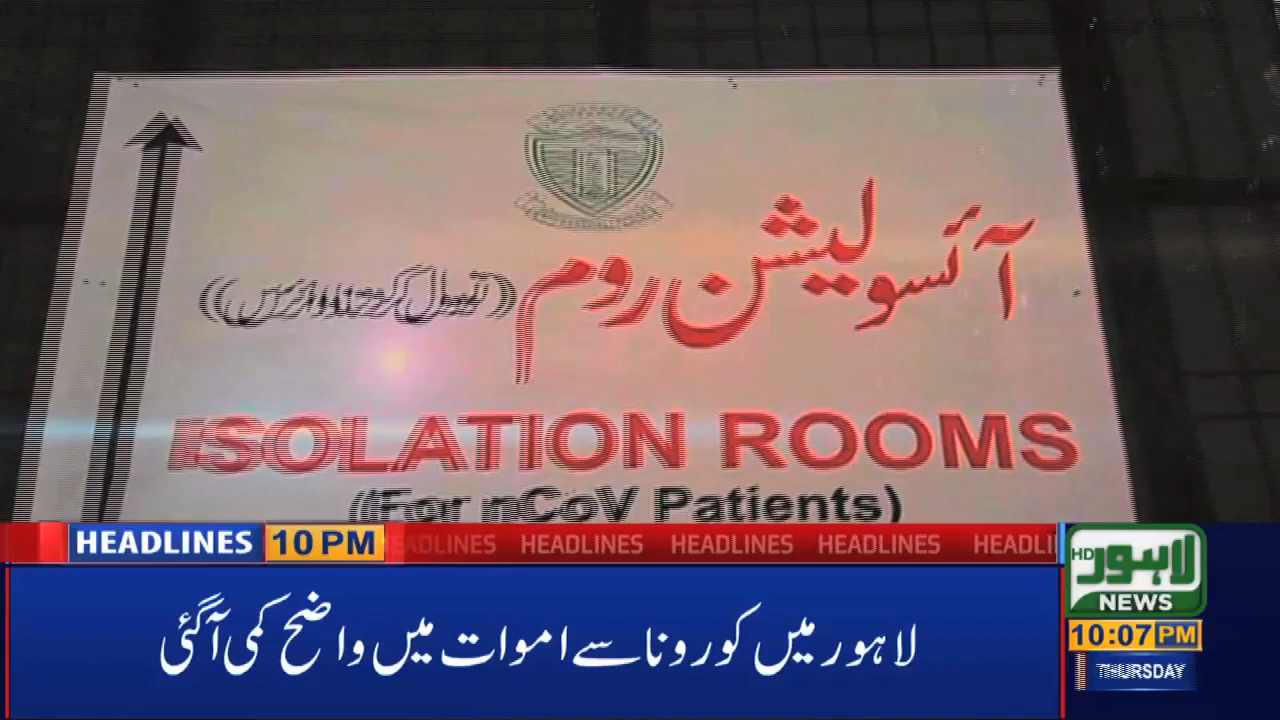 آئسولیشن روم
ISOLATION ROOMS
(For nCoV Patients)
HEADLINES 10 PM
HEADLINES HEADLINES HEADLINES
لاہور میں کورونا سے اموات میں واضح کمی آگئی
HD لاہور
NEWS
10:07 PM
THURSDAY